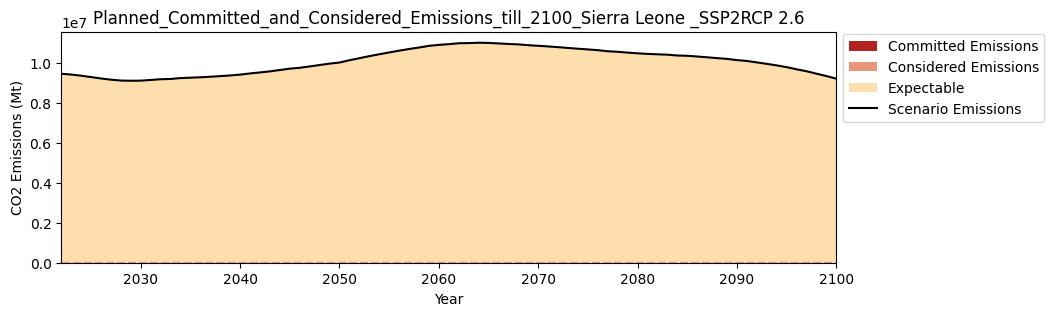 Planned_Committed_and_Considered_Emissions_till_2100_Sierra Leone _SSP2RCP 2.6
1e7
1.0
0.8
0.6
0.4
0.2
0.0
CO2 Emissions (Mt)
2030 2040 2050 2060 2070 2080 2090 2100
Year
Committed Emissions
Considered Emissions
Expectable
Scenario Emissions